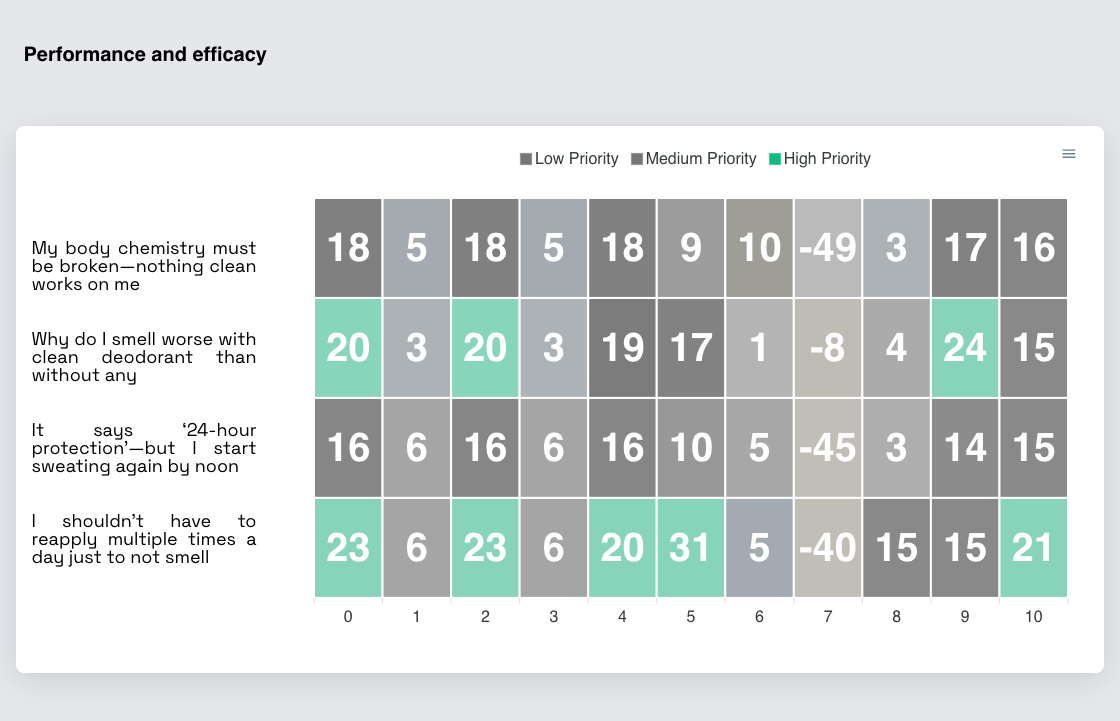 Performance and efficacy
Low Priority Medium Priority High Priority
My body chemistry must
be broken—nothing clean
works on me
18 5 18 5 18 9 10 -49 3 17 16
Why do I smell worse with
clean deodorant than
without any
20 3 20 3 19 17 1 -8 4 24 15
It says ‘24-hour
protection’—but I start
sweating again by noon
16 6 16 6 16 10 5 -45 3 14 15
I shouldn’t have to
reapply multiple times a
day just to not smell
23 6 23 6 20 31 5 -40 15 15 21
0 1 2 3 4 5 6 7 8 9 10